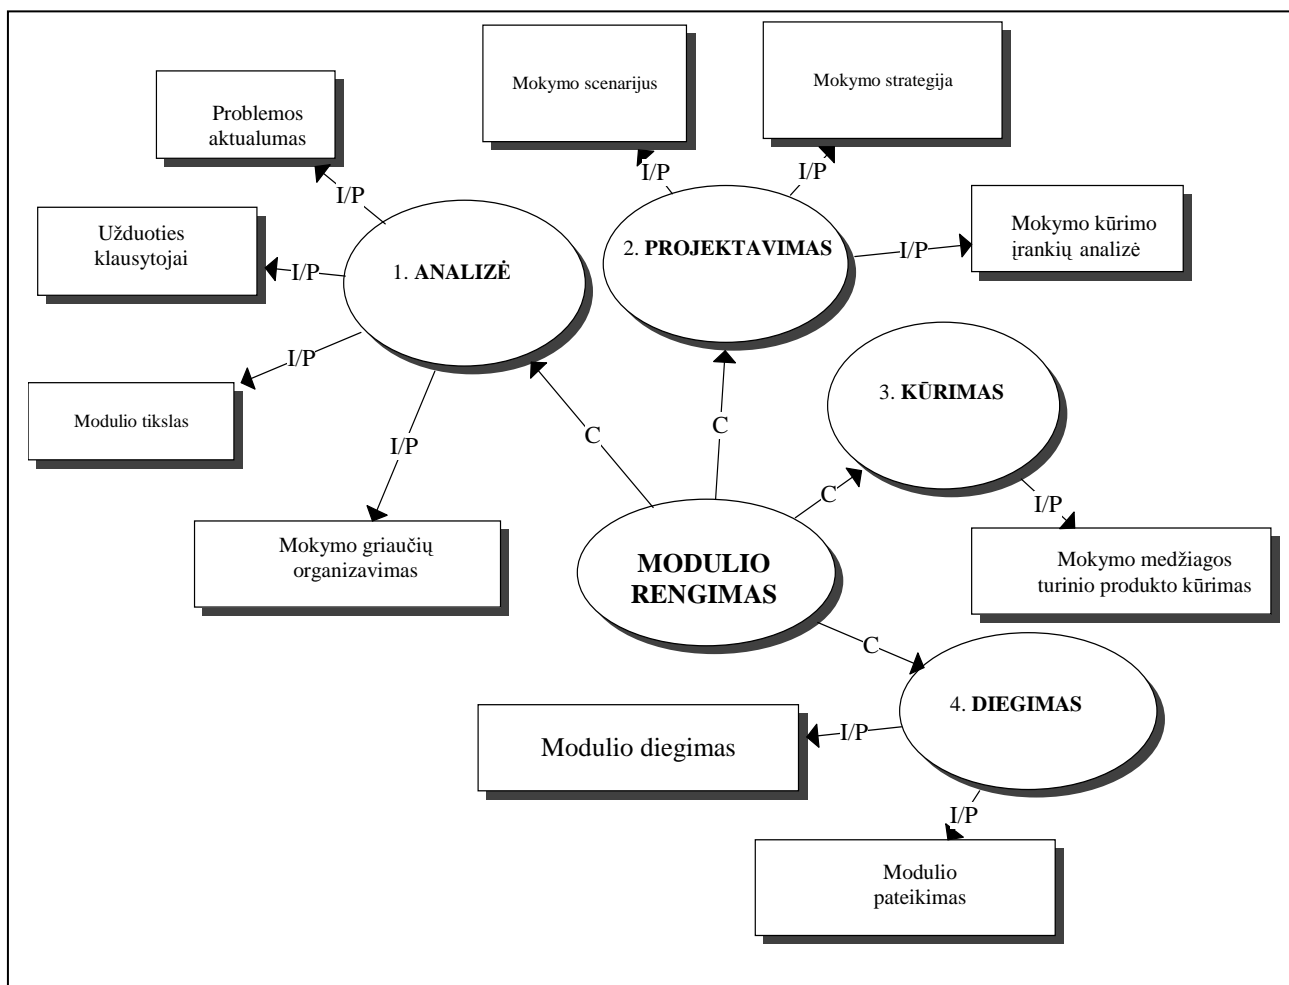 Mokymo scenarijus
Mokymo strategija
Problemos
aktualumas
I/P
I/P
I/P
Užduoties
klausytojai
I/P
1. ANALIZĖ
2. PROJEKTAVIMAS
I/P
Mokymo kūrimo
įrankių analizė
I/P
Modulio tikslas
I/P
C
C
3. KŪRIMAS
C
I/P
Mokymo griaučių
organizavimas
MODULIO
RENGIMAS
Mokymo medžiagos
turinio produkto kūrimas
C
4. DIEGIMAS
I/P
Modulio diegimas
I/P
Modulio
pateikimas